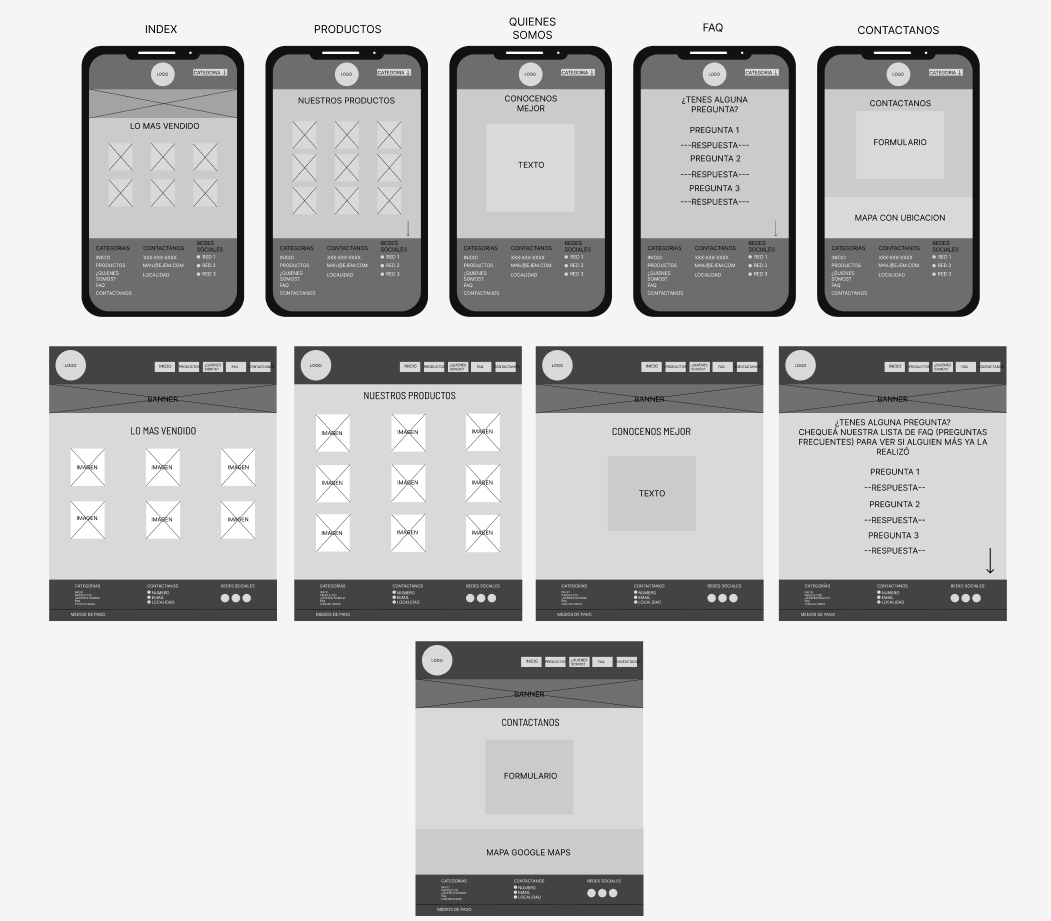 INDEX
PRODUCTOS
QUIENES
SOMOS
FAQ
CONTACTANOS
LOGO
CATEGORIA ↓
LO MAS VENDIDO
CATEGORIAS
CONTACTANOS
REDES
SOCIALES
INICIO
XXX-XXX-XXXX
RED 1
PRODUCTOS
MAIL@EJEM.COM
RED 2
¿QUIENES
SOMOS?
LOCALIDAD
RED 3
FAQ
CONTACTANOS
LOGO
CATEGORIA ↓
NUESTROS PRODUCTOS
CATEGORIAS
CONTACTANOS
REDES
SOCIALES
INICIO
XXX-XXX-XXXX
RED 1
PRODUCTOS
MAIL@EJEM.COM
RED 2
¿QUIENES
SOMOS?
LOCALIDAD
RED 3
FAQ
CONTACTANOS
LOGO
CATEGORIA ↓
CONOCENOS
MEJOR
TEXTO
CATEGORIAS
CONTACTANOS
REDES
SOCIALES
INICIO
XXX-XXX-XXXX
RED 1
PRODUCTOS
MAIL@EJEM.COM
RED 2
¿QUIENES
SOMOS?
LOCALIDAD
RED 3
FAQ
CONTACTANOS
LOGO
CATEGORIA ↓
¿TENES ALGUNA
PREGUNTA?
PREGUNTA 1
---RESPUESTA---
PREGUNTA 2
---RESPUESTA---
PREGUNTA 3
---RESPUESTA---
CATEGORIAS
CONTACTANOS
REDES
SOCIALES
INICIO
XXX-XXX-XXXX
RED 1
PRODUCTOS
MAIL@EJEM.COM
RED 2
¿QUIENES
SOMOS?
LOCALIDAD
RED 3
FAQ
CONTACTANOS
LOGO
CATEGORIA ↓
CONTACTANOS
FORMULARIO
MAPA CON UBICACION
CATEGORIAS
CONTACTANOS
REDES
SOCIALES
INICIO
XXX-XXX-XXXX
RED 1
PRODUCTOS
MAIL@EJEM.COM
RED 2
¿QUIENES
SOMOS?
LOCALIDAD
RED 3
FAQ
CONTACTANOS
LOGO
INICIO
PRODUCTOS
¿QUIENES
SOMOS?
FAQ
CONTACTANOS
BANNER
LO MAS VENDIDO
IMAGEN IMAGEN IMAGEN
IMAGEN IMAGEN IMAGEN
CATEGORIAS
CONTACTANOS
REDES SOCIALES
NUMERO
EMAIL
LOCALIDAD
MEDIOS DE PAGO
LOGO
INICIO
PRODUCTOS
¿QUIENES
SOMOS?
FAQ
CONTACTANOS
NUESTROS PRODUCTOS
IMAGEN IMAGEN IMAGEN
IMAGEN IMAGEN IMAGEN
IMAGEN IMAGEN IMAGEN
CATEGORIAS
CONTACTANOS
REDES SOCIALES
NUMERO
EMAIL
LOCALIDAD
MEDIOS DE PAGO
LOGO
INICIO
PRODUCTOS
¿QUIENES
SOMOS?
FAQ
CONTACTANOS
BANNER
CONOCENOS MEJOR
TEXTO
CATEGORIAS
CONTACTANOS
REDES SOCIALES
NUMERO
EMAIL
LOCALIDAD
MEDIOS DE PAGO
LOGO
INICIO
PRODUCTOS
¿QUIENES
SOMOS?
FAQ
CONTACTANOS
BANNER
¿TENES ALGUNA PREGUNTA?
CHEQUEÁ NUESTRA LISTA DE FAQ (PREGUNTAS
FRECUENTES) PARA VER SI ALGUIEN MÁS YA LA
REALIZÓ
PREGUNTA 1
--RESPUESTA--
PREGUNTA 2
--RESPUESTA--
PREGUNTA 3
--RESPUESTA--
CATEGORIAS
CONTACTANOS
REDES SOCIALES
NUMERO
EMAIL
LOCALIDAD
MEDIOS DE PAGO
LOGO
INICIO
PRODUCTOS
¿QUIENES
SOMOS?
FAQ
CONTACTANOS
BANNER
CONTACTANOS
FORMULARIO
MAPA GOOGLE MAPS
CATEGORIAS
CONTACTANOS
REDES SOCIALES
NUMERO
EMAIL
LOCALIDAD
MEDIOS DE PAGO